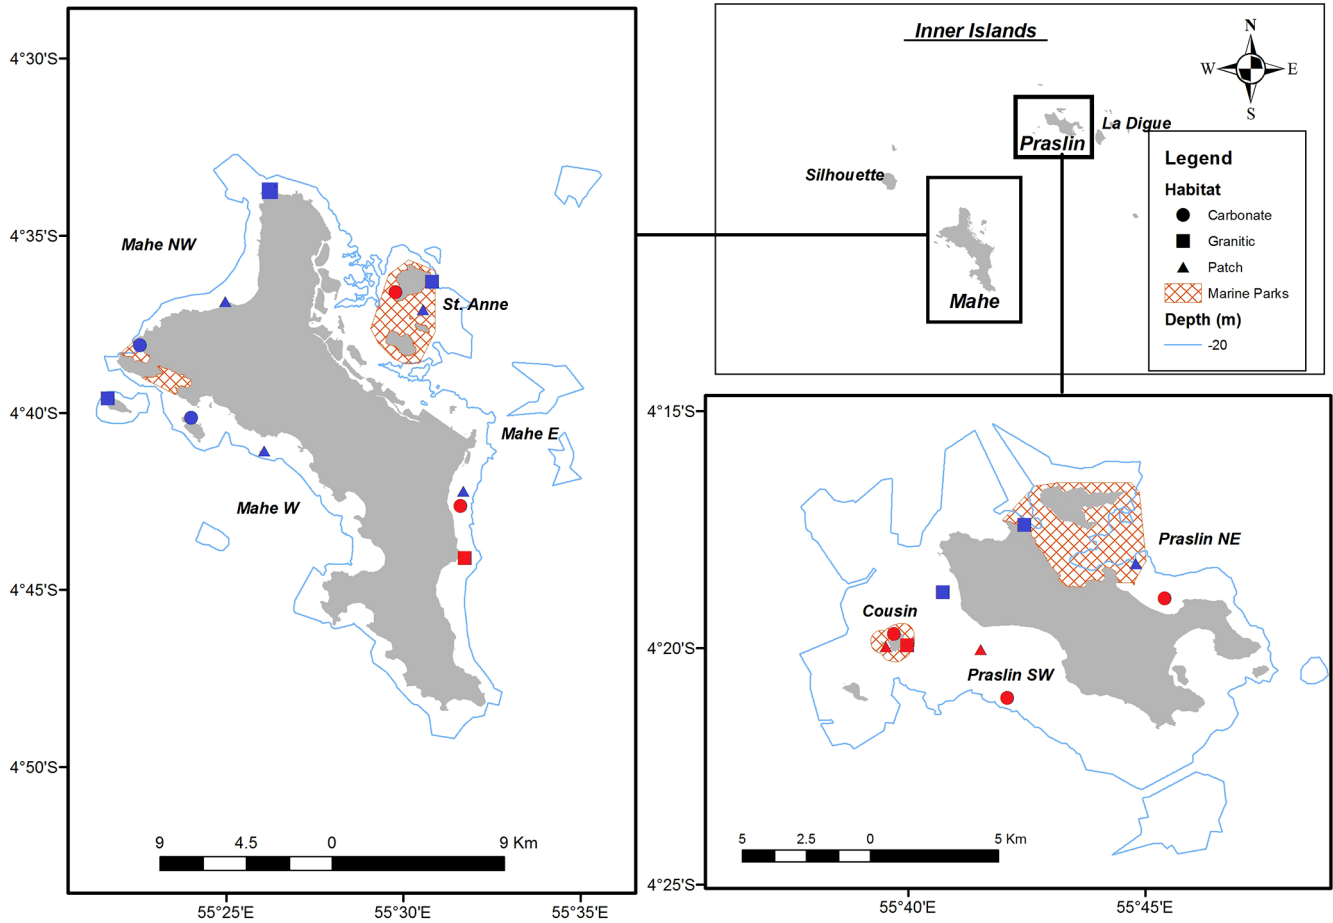 4°30'S
4°35'S
4°40'S
4°45'S
4°50'S
Mahe NW
St. Anne
Mahe E
Mahe W
9 4.5 0 9 Km
55°25'E 55°30'E 55°35'E
Inner Islands
N
W E
S
La Digue
Praslin
Silhouette
Mahe
Legend
Habitat
Carbonate
Granitic
Patch
Marine Parks
Depth (m)
-20
4°15'S
4°20'S
4°25'S
Praslin NE
Cousin
Praslin SW
5 2.5 0 5 Km
55°40'E 55°45'E